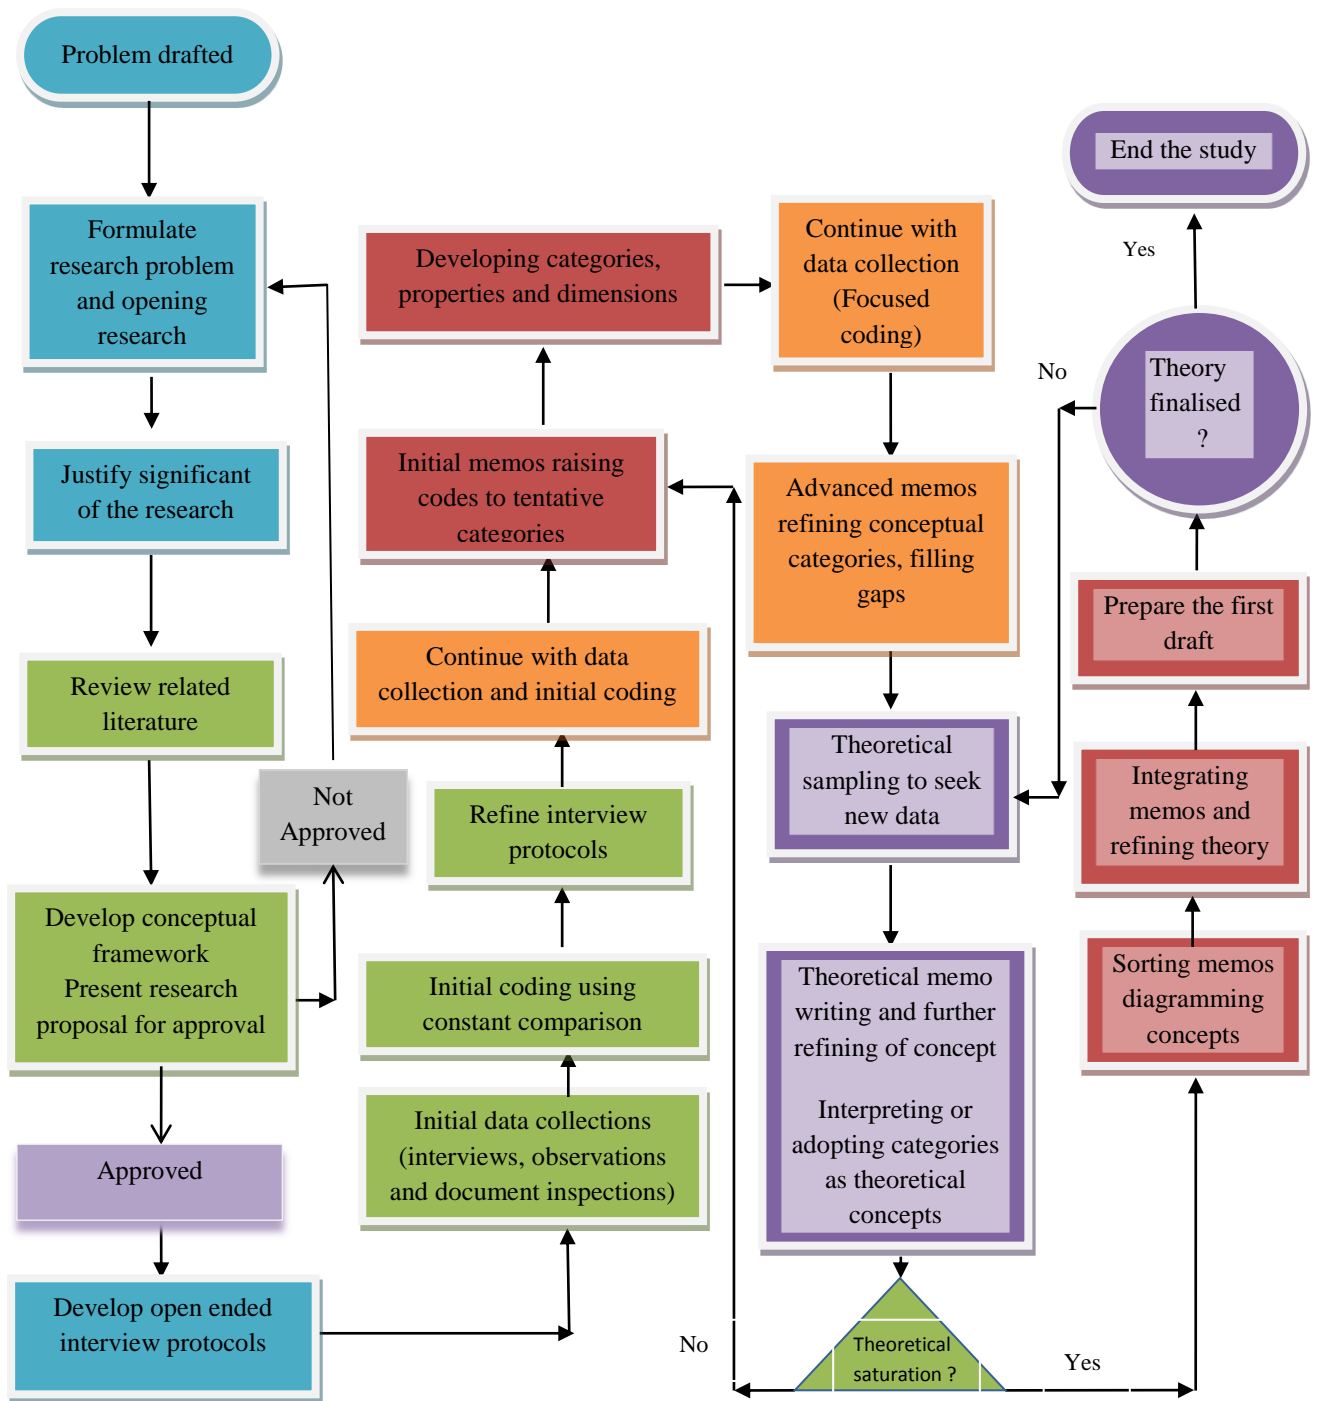 Problem drafted
Formulate
research problem
and opening
research
Justify significant
of the research
Review related
literature
Not
Approved
Develop conceptual
framework
Present research
proposal for approval
Approved
Develop open ended
interview protocols
Initial data collections
(interviews, observations
and document inspections)
Initial coding using
constant comparison
Refine interview
protocols
Continue with data
collection and initial coding
Initial memos raising
codes to tentative
categories
Developing categories,
properties and dimensions
Continue with
data collection
(Focused
coding)
Advanced memos
refining conceptual
categories, filling
gaps
Theoretical
sampling to seek
new data
Theoretical memo
writing and further
refining of concept
Interpreting or
adopting categories
as theoretical
concepts
Theoretical
saturation ?
No
Yes
Sorting memos
diagramming
concepts
Integrating
memos and
refining theory
Prepare the first
draft
Theory
finalised
?
No
Yes
End the study